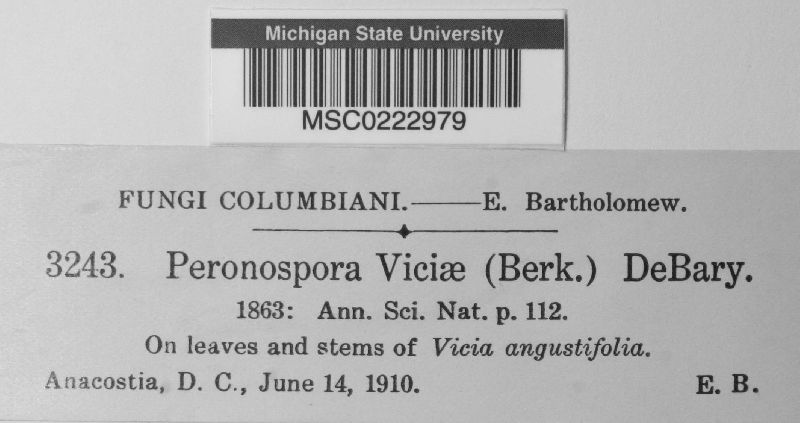 Michigan State University
MSC0222979
FUNGI COLUMBIANI.——E. Bartholomew.
3243. Peronospora Viciæ (Berk.) DeBary.
1863: Ann. Sci. Nat. p. 112.
On leaves and stems of Vicia angustifolia.
Anacostia, D. C., June 14, 1910. E. B.